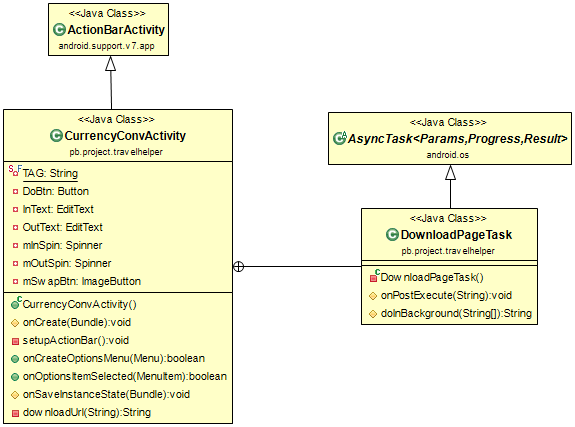 <<Java Class>>
ActionBarActivity
android.support.v7.app
<<Java Class>>
CurrencyConvActivity
pb.project.travelhelper
S F TAG: String
DoBtn: Button
InText: EditText
OutText: EditText
mInSpin: Spinner
mOutSpin: Spinner
mSwapBtn: ImageButton
CurrencyConvActivity()
onCreate(Bundle):void
setupActionBar():void
onCreateOptionsMenu(Menu):boolean
onOptionsItemSelected(MenuItem):boolean
onSaveInstanceState(Bundle):void
downloadUrl(String):String
<<Java Class>>
AsyncTask<Params,Progress,Result>
android.os
<<Java Class>>
DownloadPageTask
pb.project.travelhelper
DownloadPageTask()
onPostExecute(String):void
doInBackground(String[]):String